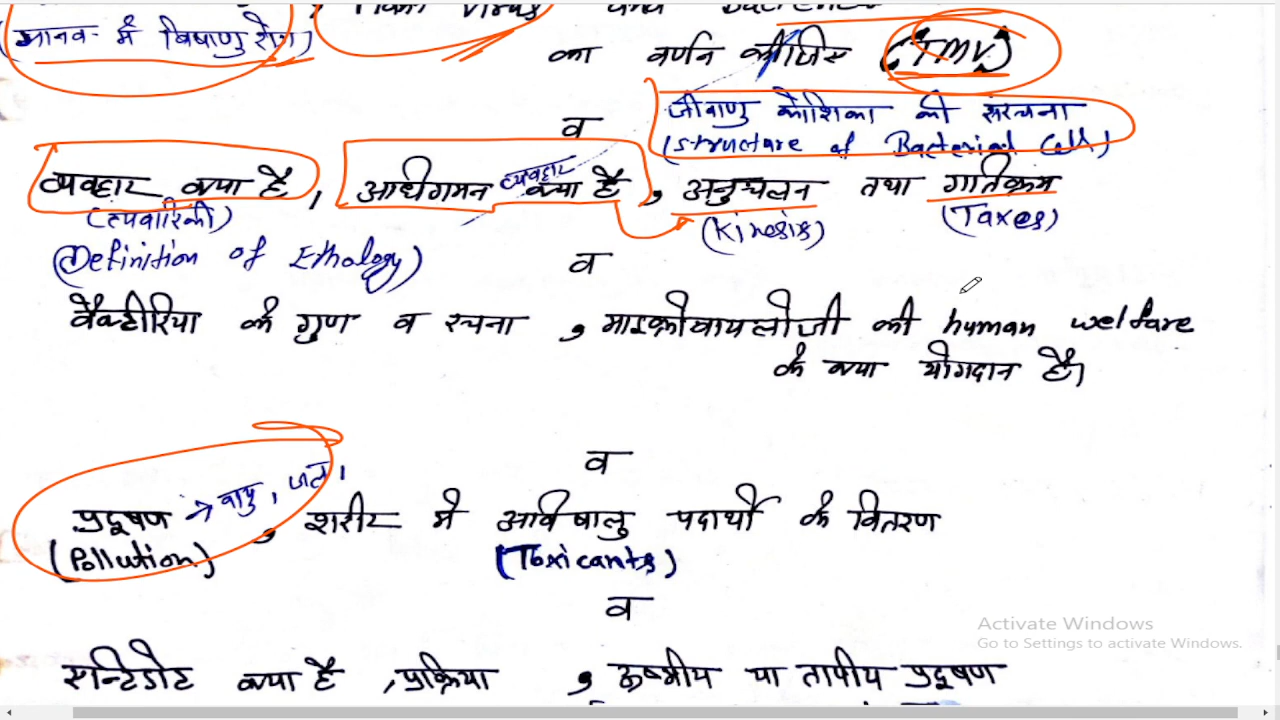 मानव में विषाणु रोग)
का वर्णन कीजिए (TMV)
जीवाणु कोशिका की संरचना
व (structure of Bacterial Cell)
व्यवहार क्या है, अधिगमन व्यवहार क्या है, अनुचलन तथा गतिक्रम
(व्यवारिकी) (Kinesis) (Taxes)
(Definition of Ethology) व
बैक्टीरिया के गुण व रचना, माइक्रोवायलोजी की human welfare
के क्या योगदान है।
व
प्रदूषण → वायु, जल,
, शरीर में आविषालु पदार्थो के वितरण
(Pollution) (Toxicants)
व
एन्टिडोट क्या है, प्रक्रिया, ऊष्मीय या तापीय प्रदूषण
Activate Windows
Go to Settings to activate Windows.